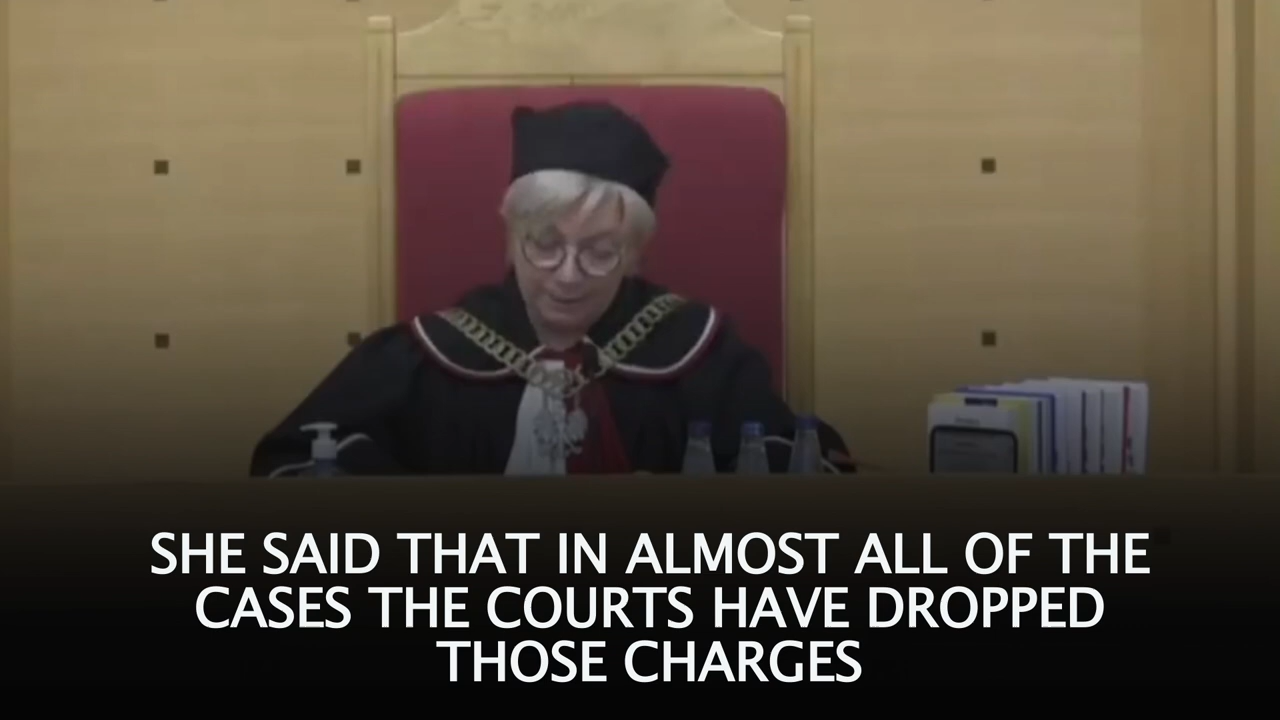 SHE SAID THAT IN ALMOST ALL OF THE
CASES THE COURTS HAVE DROPPED
THOSE CHARGES